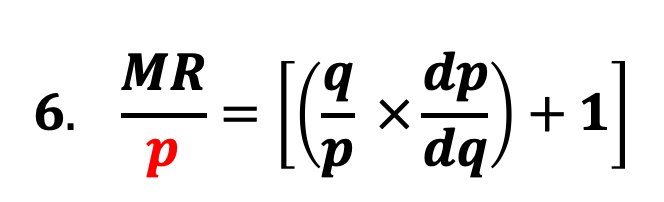 6. MR/p = [(q/p × dp/dq) + 1]